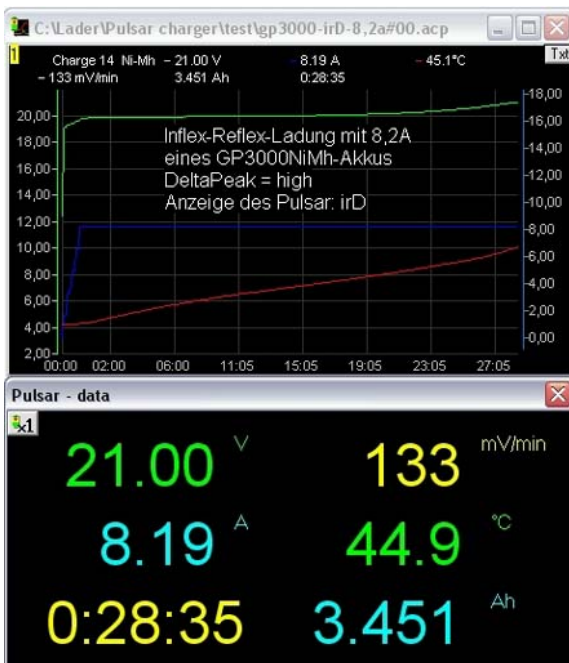 C:\Lader\Pulsar charger\test\gp3000-irD-8,2a#00.acp
1
Charge 14 Ni-Mh – 21.00 V – 8.19 A – 45.1°C
– 133 mV/min 3.451 Ah 0:28:35
Txt
20,00
18,00
16,00
14,00
12,00
10,00
8,00
6,00
4,00
2,00
Inflex-Reflex-Ladung mit 8,2A
eines GP3000NiMh-Akkus
DeltaPeak = high
Anzeige des Pulsar: irD
18,00
16,00
14,00
12,00
10,00
8,00
6,00
4,00
2,00
0,00
00:00 02:00 06:00 11:05 15:05 19:05 23:05 27:05
Pulsar - data
x1
21.00 V 133 mV/min
8.19 A 44.9 °C
0:28:35 3.451 Ah